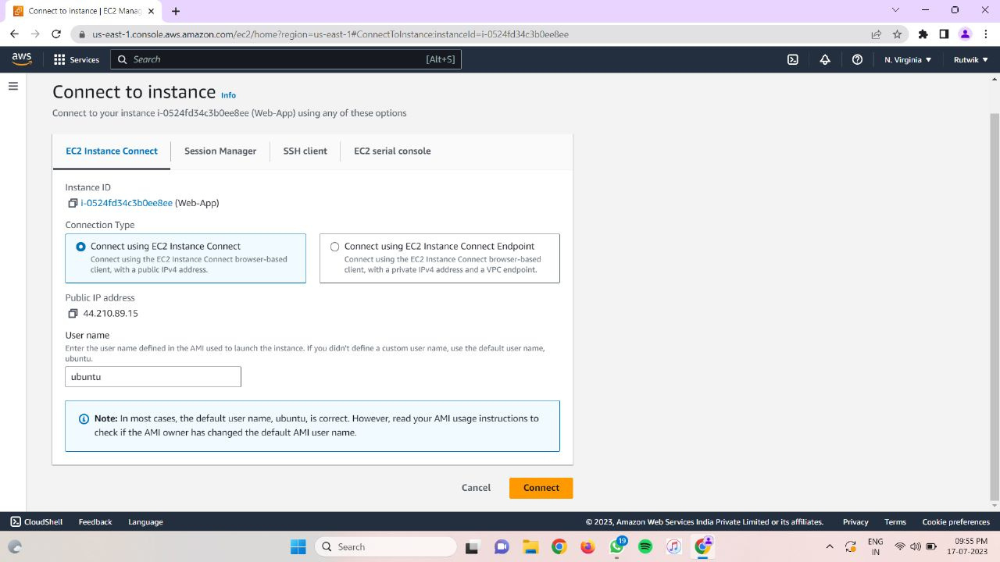 Connect to instance | EC2 Manag
us-east-1.console.aws.amazon.com/ec2/home?region=us-east-1#ConnectToInstance:instanceId=i-0524fd34c3b0ee8ee
aws
Services
Search
[Alt+S]
N. Virginia
Rutwik
Connect to instance Info
Connect to your instance i-0524fd34c3b0ee8ee (Web-App) using any of these options
EC2 Instance Connect
Session Manager
SSH client
EC2 serial console
Instance ID
i-0524fd34c3b0ee8ee (Web-App)
Connection Type
Connect using EC2 Instance Connect
Connect using the EC2 Instance Connect browser-based
client, with a public IPv4 address.
Connect using EC2 Instance Connect Endpoint
Connect using the EC2 Instance Connect browser-based
client, with a private IPv4 address and a VPC endpoint.
Public IP address
44.210.89.15
User name
Enter the user name defined in the AMI used to launch the instance. If you didn't define a custom user name, use the default user name,
ubuntu.
ubuntu
Note: In most cases, the default user name, ubuntu, is correct. However, read your AMI usage instructions to
check if the AMI owner has changed the default AMI user name.
Cancel
Connect
CloudShell
Feedback
Language
© 2023, Amazon Web Services India Private Limited or its affiliates.
Privacy
Terms
Cookie preferences
Search
19
ENG
IN
09:55 PM
17-07-2023